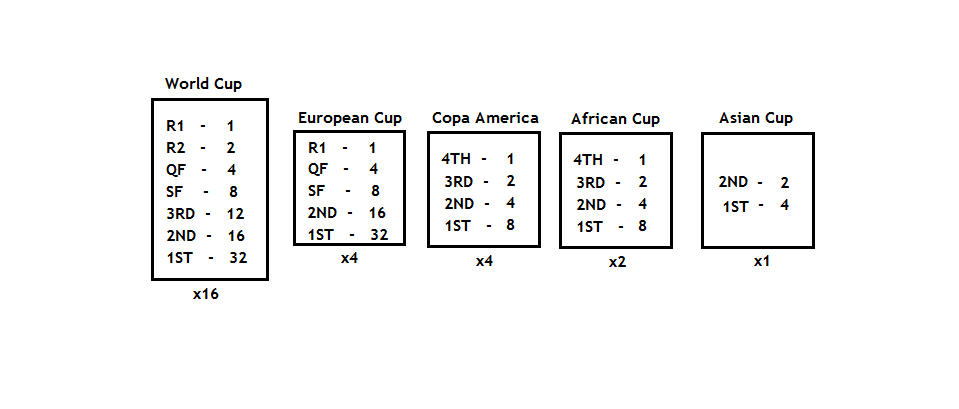 World Cup
R1 - 1
R2 - 2
QF - 4
SF - 8
3RD - 12
2ND - 16
1ST - 32
x16
European Cup
R1 - 1
QF - 4
SF - 8
2ND - 16
1ST - 32
x4
Copa America
4TH - 1
3RD - 2
2ND - 4
1ST - 8
x4
African Cup
4TH - 1
3RD - 2
2ND - 4
1ST - 8
x2
Asian Cup
2ND - 2
1ST - 4
x1